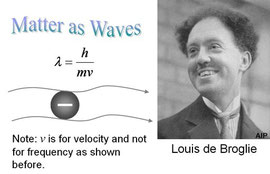 Matter as Waves
λ = h / mv
−
Note: v is for velocity and not
for frequency as shown
before.
AIP
Louis de Broglie